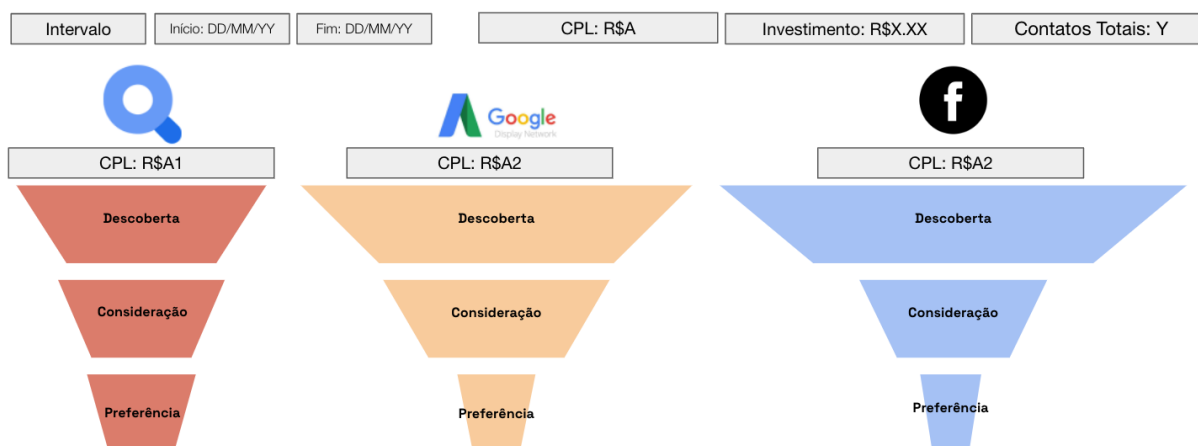 Intervalo
Início: DD/MM/YY
Fim: DD/MM/YY
CPL: R$A
Investimento: R$X.XX
Contatos Totais: Y
Google
Display Network
f
CPL: R$A1
CPL: R$A2
CPL: R$A2
Descoberta
Descoberta
Descoberta
Consideração
Consideração
Consideração
Preferência
Preferência
Preferência